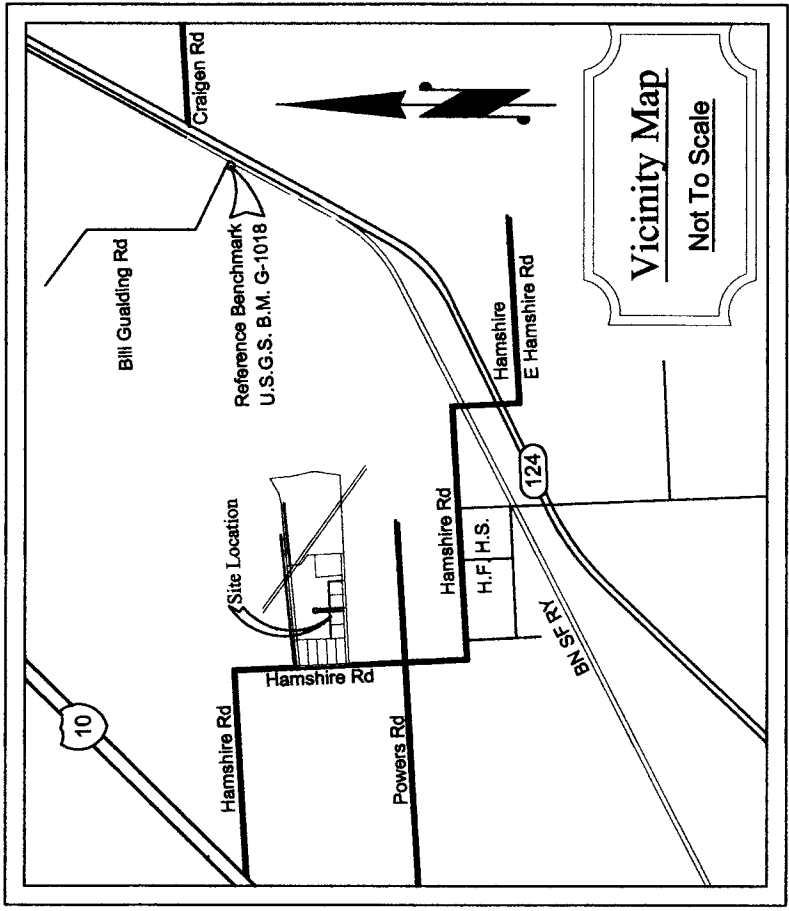 Craigen Rd
Bill Gualding Rd
Reference Benchmark
U.S.G.S. B.M. G-1018
Vicinity Map
Not To Scale
Hamshire
E Hamshire Rd
Site Location
124
Hamshire Rd
H.F. H.S.
BN SF RY
10
Hamshire Rd
Hamshire Rd
Powers Rd